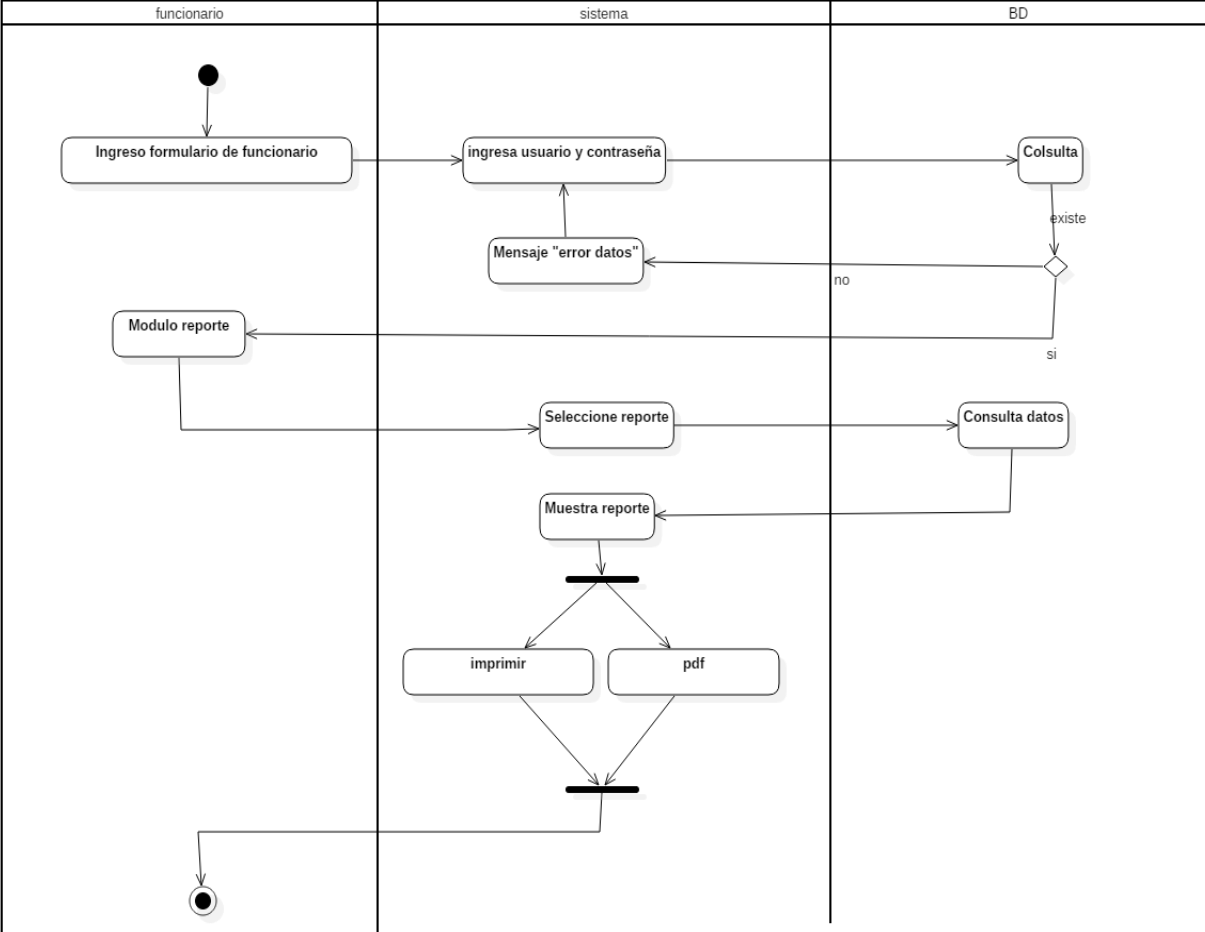 funcionario
sistema
BD
Ingreso formulario de funcionario
ingresa usuario y contraseña
Colsulta
existe
Mensaje "error datos"
no
Modulo reporte
si
Seleccione reporte
Consulta datos
Muestra reporte
imprimir
pdf